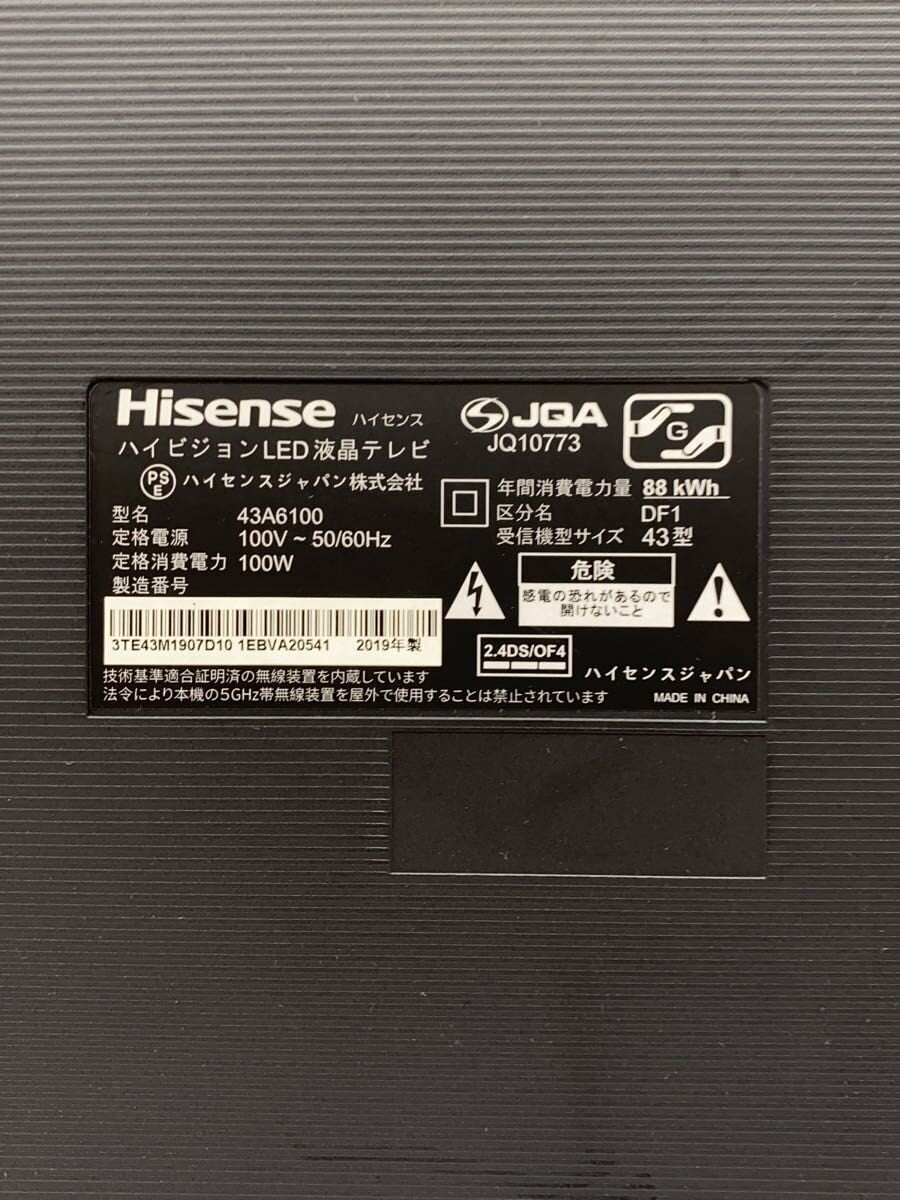 Hisense ハイセンス
JQA
JQ10773
G
ハイビジョンLED液晶テレビ
PSE ハイセンスジャパン株式会社
型名 43A6100
定格電源 100V ~ 50/60Hz
定格消費電力 100W
製造番号
3TE43M1907D10 1EBVA20541 2019年製
年間消費電力量 88 kWh
区分名 DF1
受信機型サイズ 43型
危険
感電の恐れがあるので
開けないこと
2.4DS/OF4
ハイセンスジャパン
技術基準適合証明済の無線装置を内蔵しています
法令により本機の5GHz帯無線装置を屋外で使用することは禁止されています
MADE IN CHINA